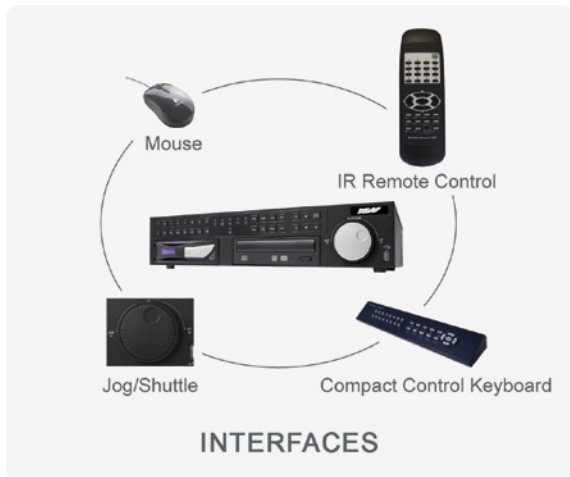 Mouse
IR Remote Control
Jog/Shuttle
Compact Control Keyboard
INTERFACES